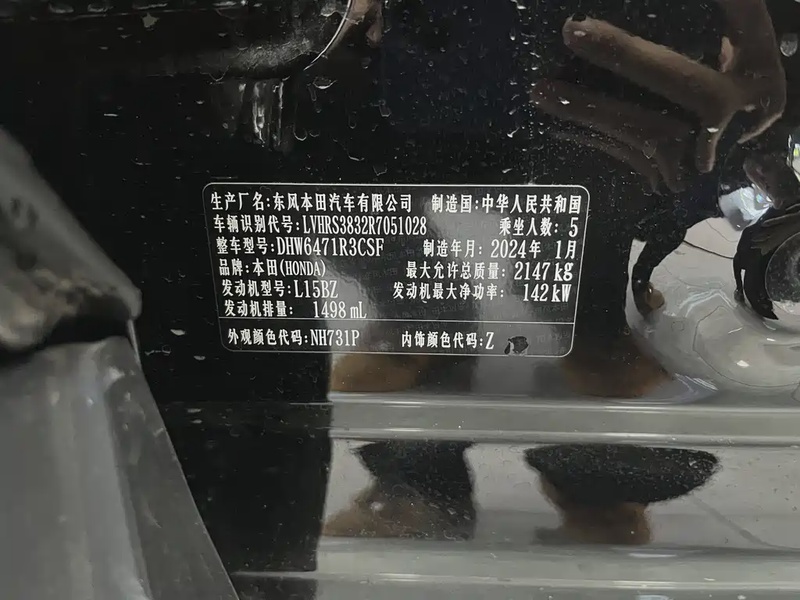 生产厂名:东风本田汽车有限公司 制造国:中华人民共和国
车辆识别代号:LVHRS3832R7051028 乘坐人数: 5
整车型号:DHW6471R3CSF 制造年月: 2024年 1月
品牌:本田(HONDA) 最大允许总质量: 2147kg
发动机型号:L15BZ 发动机最大净功率: 142kW
发动机排量: 1498mL
外观颜色代码:NH731P 内饰颜色代码:Z